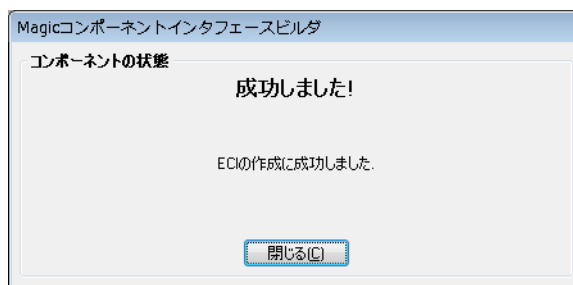 Magicコンポーネントインタフェースビルダ
コンポーネントの状態
成功しました!
ECIの作成に成功しました.
閉じる(C)